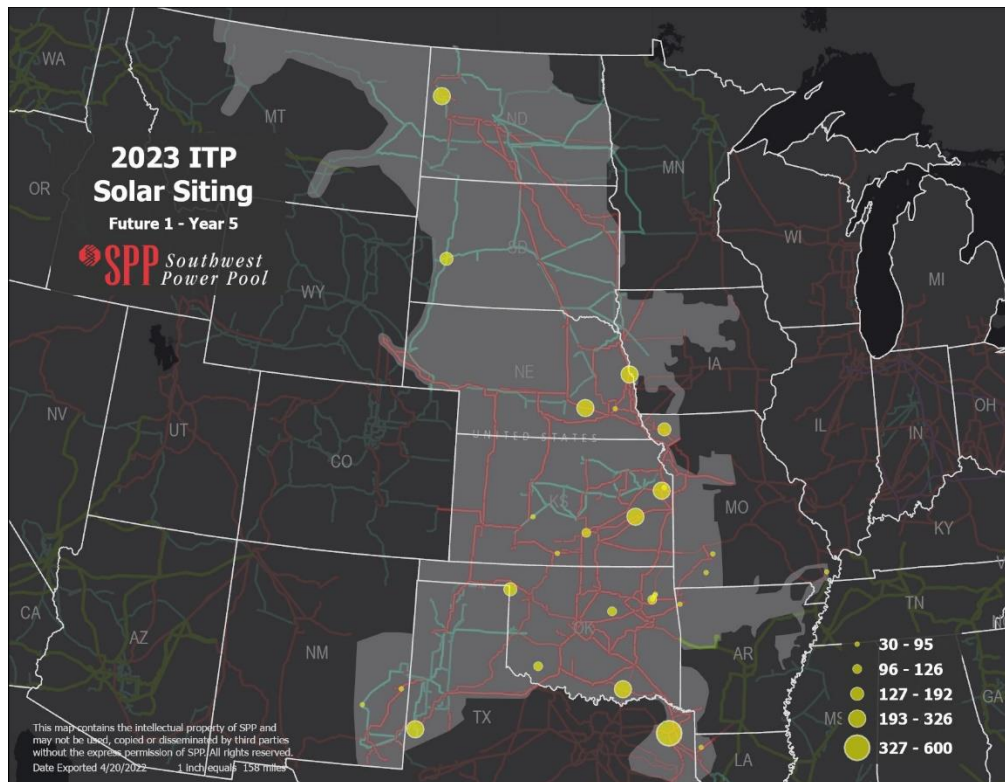 2023 ITP
Solar Siting
Future 1 - Year 5
SPP Southwest
Power Pool
WA
MT
ND
MN
OR
SD
WI
MI
WY
IA
NE
NV
UT
IL
IN
OH
UNITED STATES
CO
KS
MO
KY
CA
AZ
NM
OK
TN
AR
TX
MS
GA
LA
30 - 95
96 - 126
127 - 192
193 - 326
327 - 600
This map contains the intellectual property of SPP and
may not be used, copied or disseminated by third parties
without the express permission of SPP. All rights reserved.
Date Exported 4/20/2022 1 inch equals 158 miles